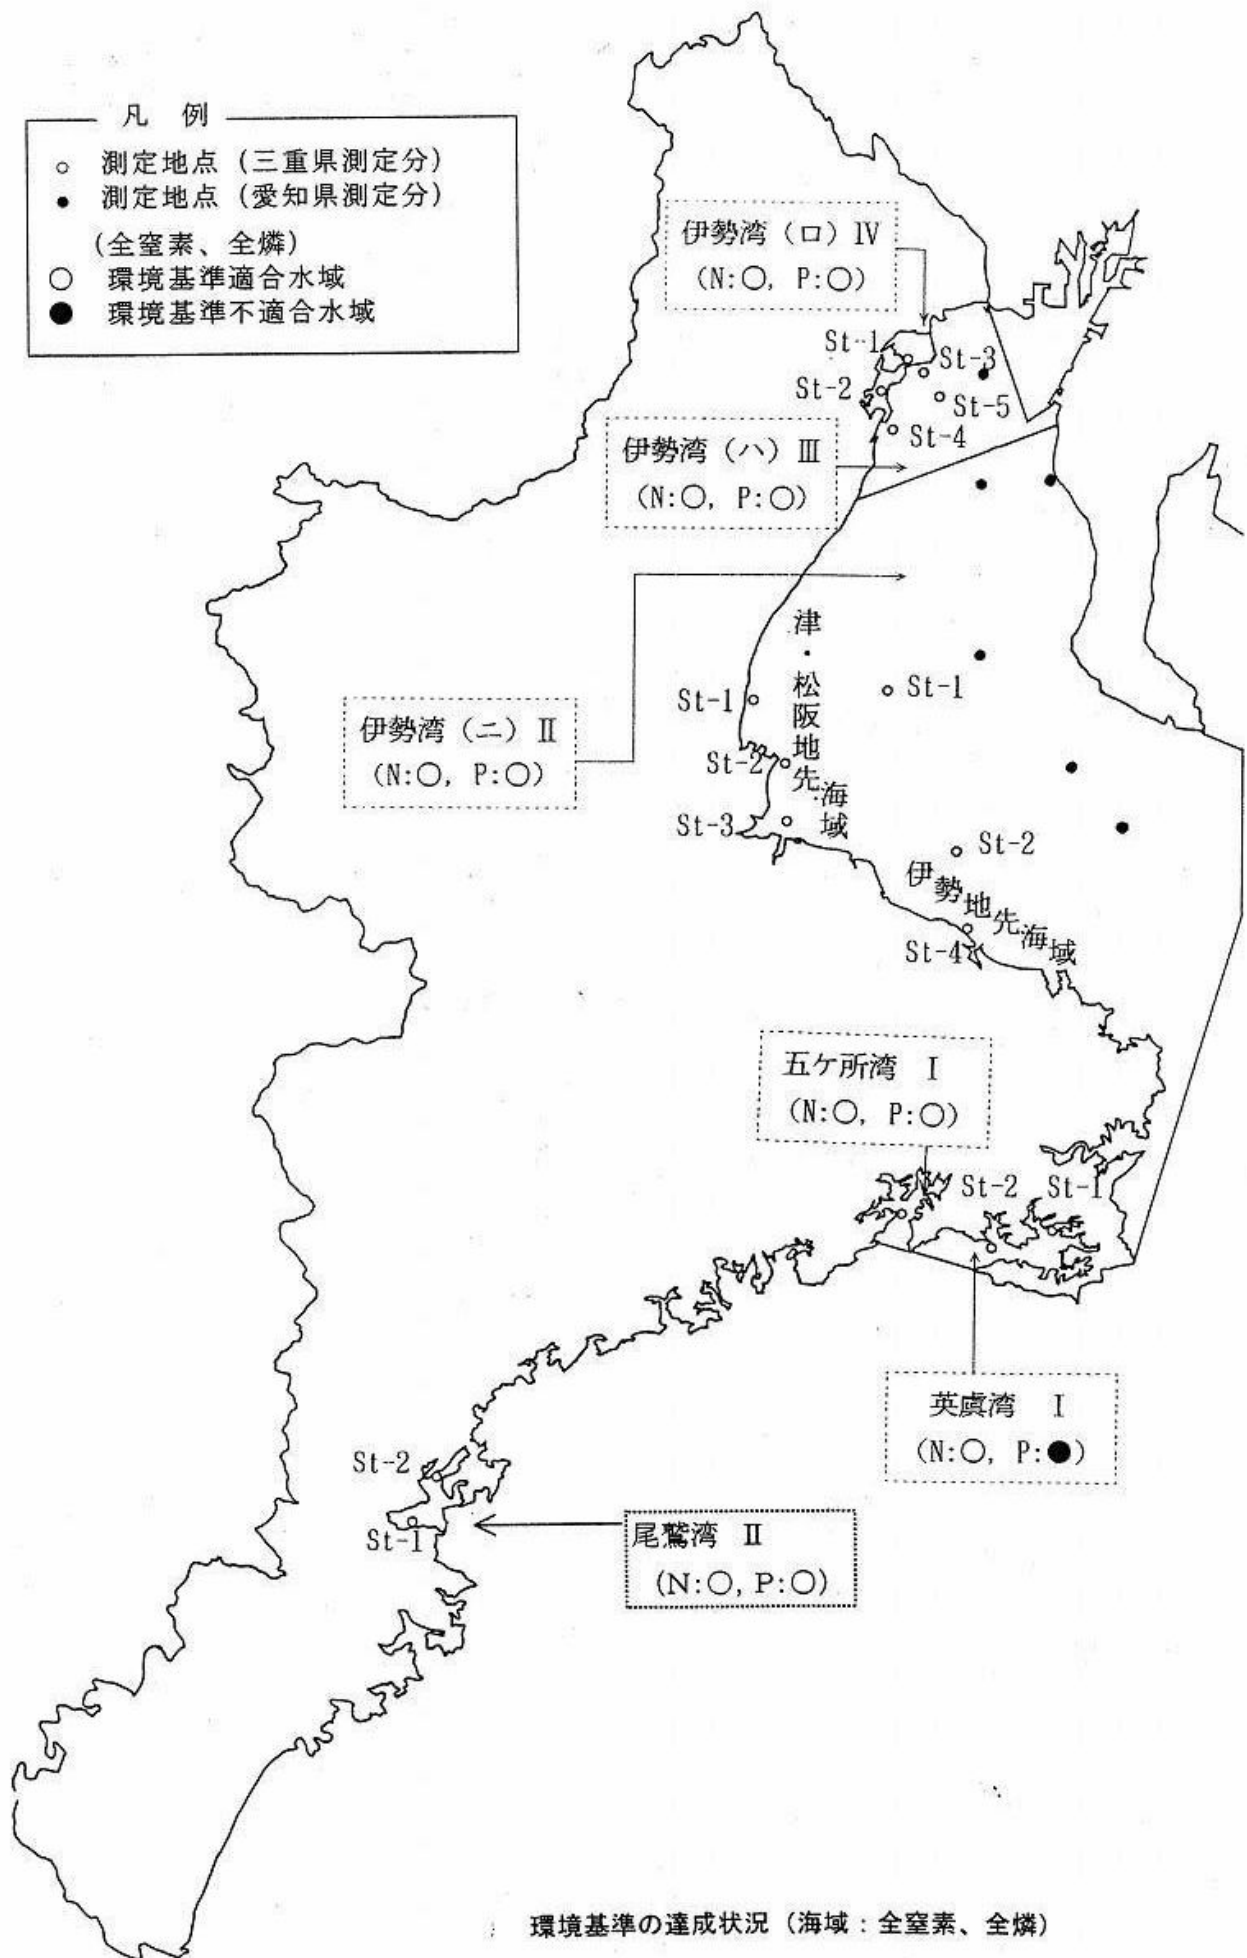 凡 例
○ 測定地点 (三重県測定分)
● 測定地点 (愛知県測定分)
(全窒素、全燐)
○ 環境基準適合水域
● 環境基準不適合水域
伊勢湾 (ロ) Ⅳ
(N:○, P:○)
St-1
St-3
St-2
St-5
St-4
伊勢湾 (ハ) Ⅲ
(N:○, P:○)
津・松阪地先海域
St-1
St-1
伊勢湾 (ニ) Ⅱ
(N:○, P:○)
St-2
St-3
St-2
伊勢地先海域
St-4
五ケ所湾 Ⅰ
(N:○, P:○)
St-2
St-1
英虞湾 Ⅰ
(N:○, P:●)
St-2
St-1
尾鷲湾 Ⅱ
(N:○, P:○)
環境基準の達成状況 (海域:全窒素、全燐)